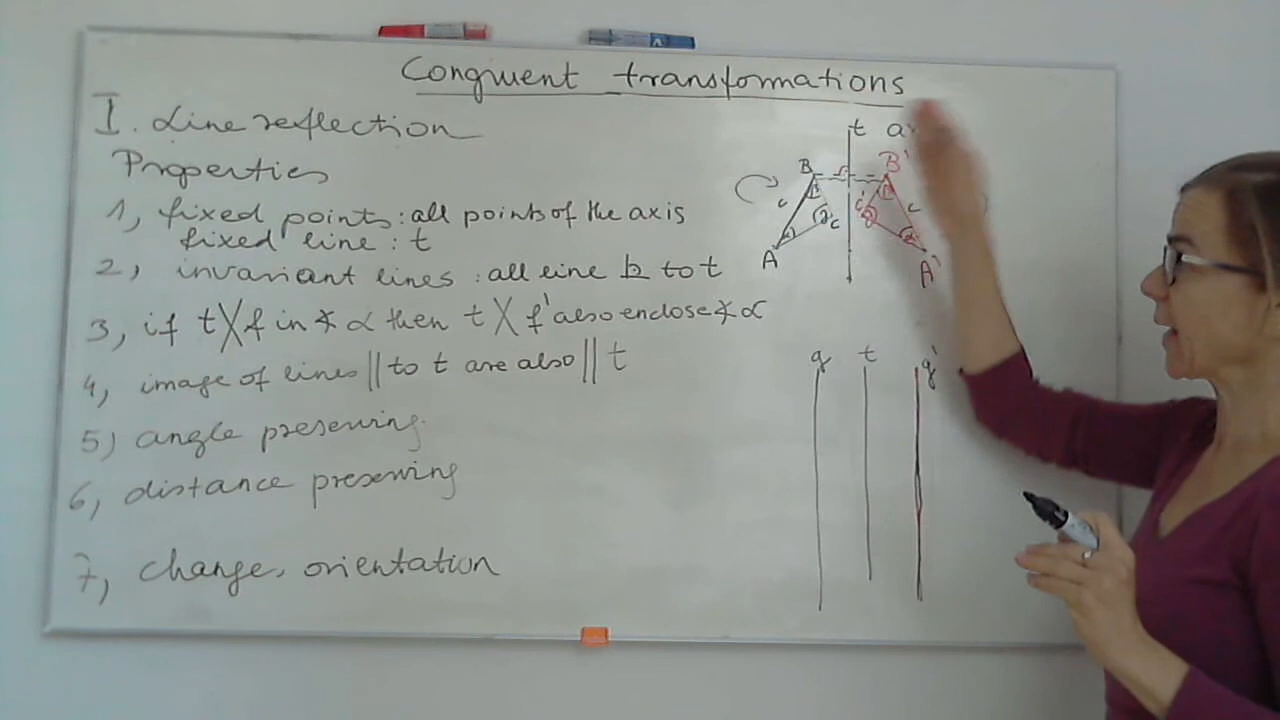 Congruent transformations
I. Line reflection
Properties
1, fixed points: all points of the axis
fixed line: t
2, invariant lines: all line ⊥ to t
3, if t╳f in ∢ α then t╳f' also enclose ∢ α
4, image of lines || to t are also || t
5) angle preserving
6, distance preserving
7, change orientation
t a
B B'
C C' c
A A'
g t g'